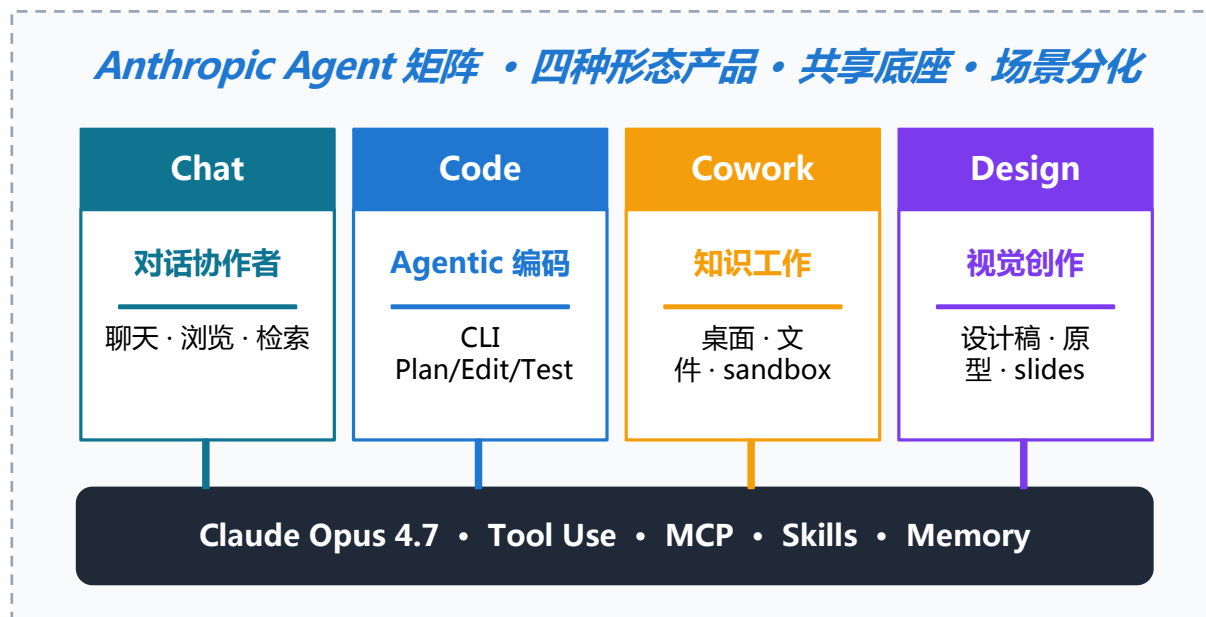 Anthropic Agent 矩阵 • 四种形态产品 • 共享底座 • 场景分化
Chat
对话协作者
聊天 · 浏览 · 检索
Code
Agentic 编码
CLI
Plan/Edit/Test
Cowork
知识工作
桌面 · 文
件 · sandbox
Design
视觉创作
设计稿 · 原
型 · slides
Claude Opus 4.7 • Tool Use • MCP • Skills • Memory